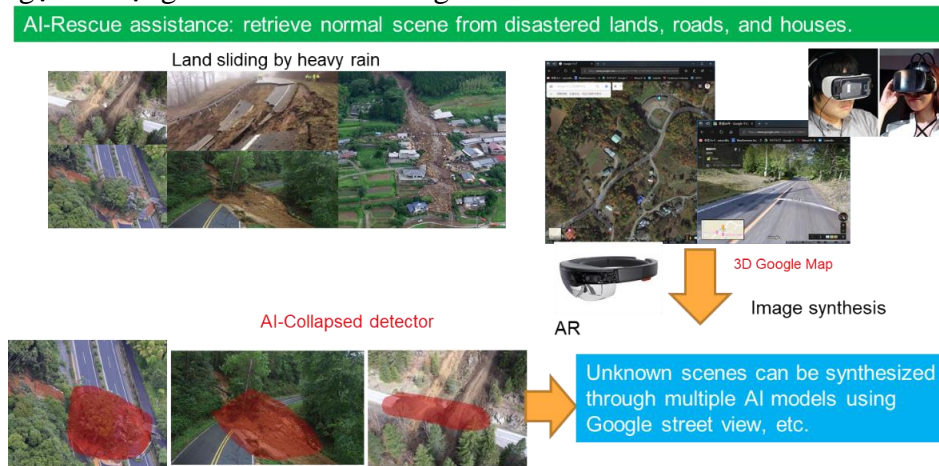 AI-Rescue assistance: retrieve normal scene from disastered lands, roads, and houses.
Land sliding by heavy rain
3D Google Map
Image synthesis
AR
AI-Collapsed detector
Unknown scenes can be synthesized
through multiple AI models using
Google street view, etc.